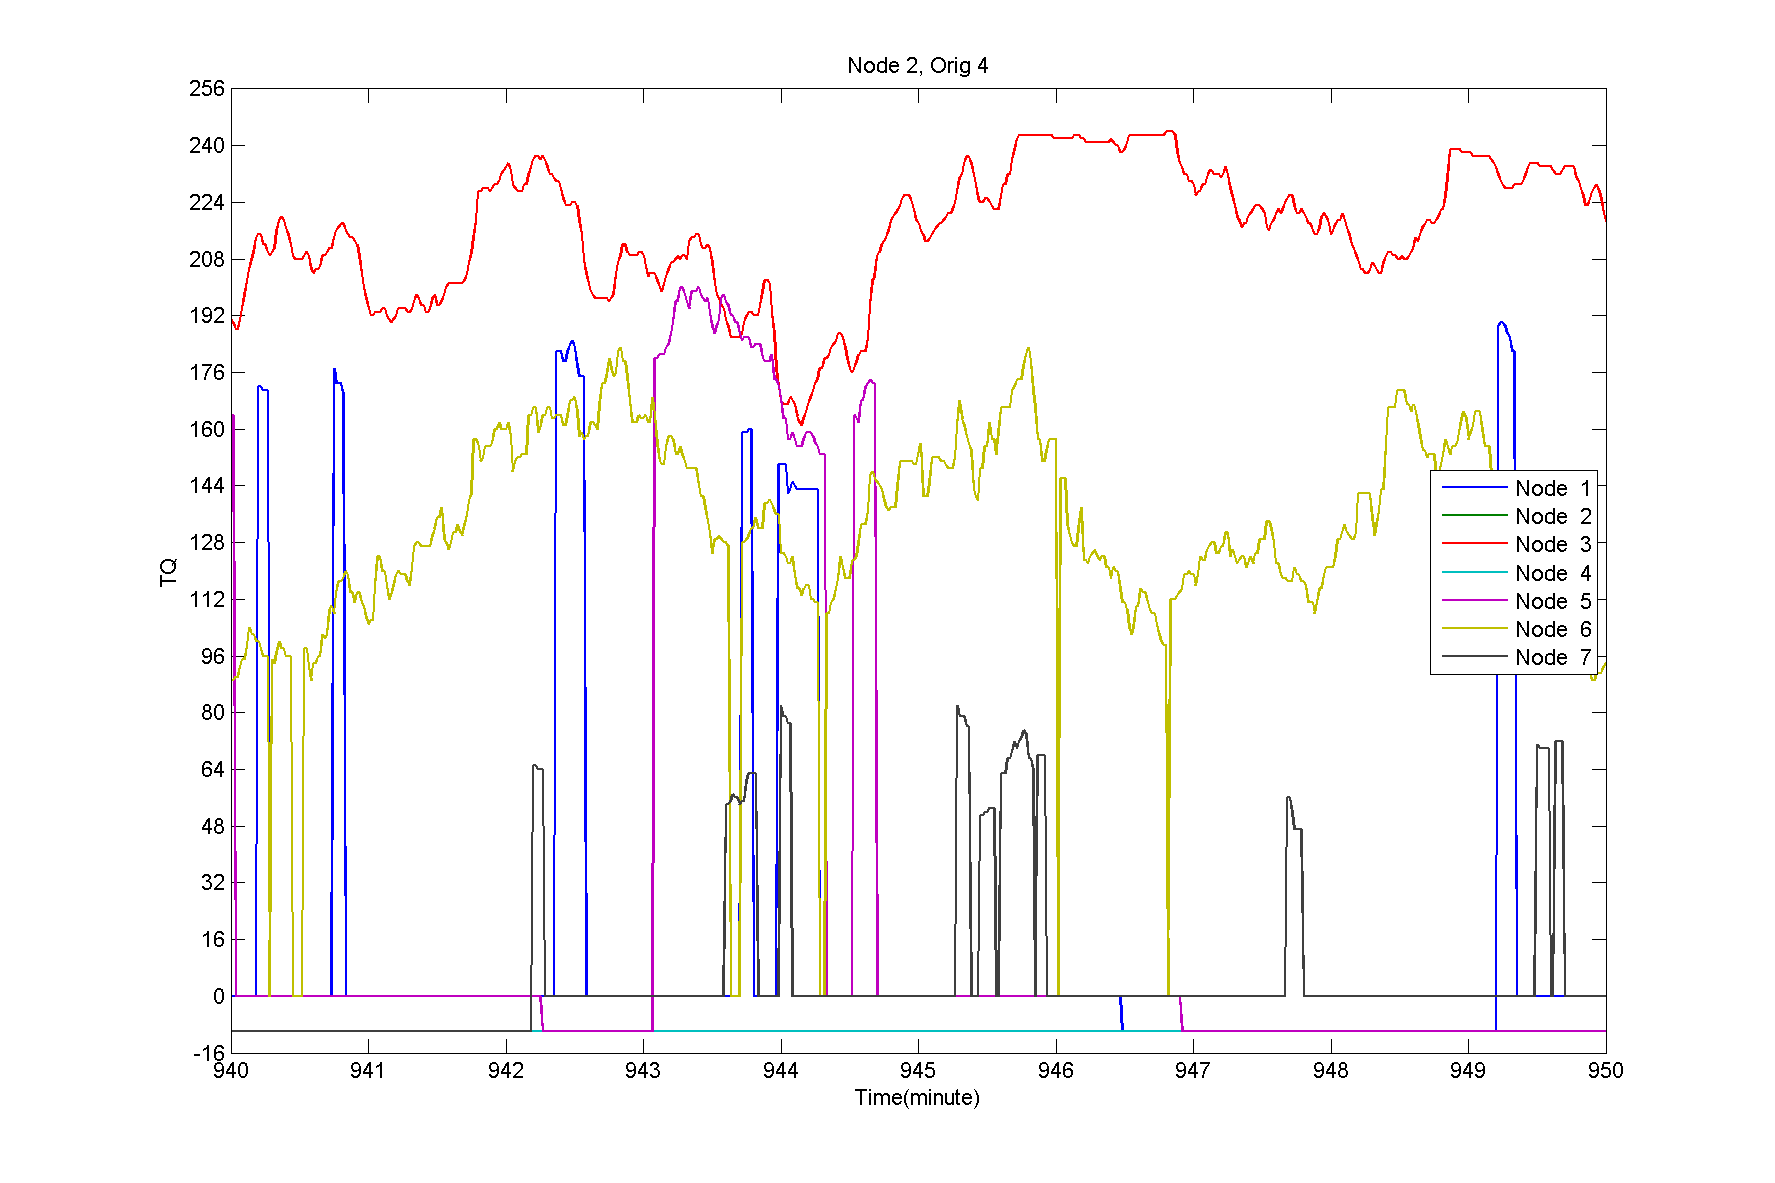 Node 2, Orig 4
256
240
224
208
192
176
160
144
128
112
96
80
64
48
32
16
0
-16
TQ
940 941 942 943 944 945 946 947 948 949 950
Time(minute)
Node 1
Node 2
Node 3
Node 4
Node 5
Node 6
Node 7